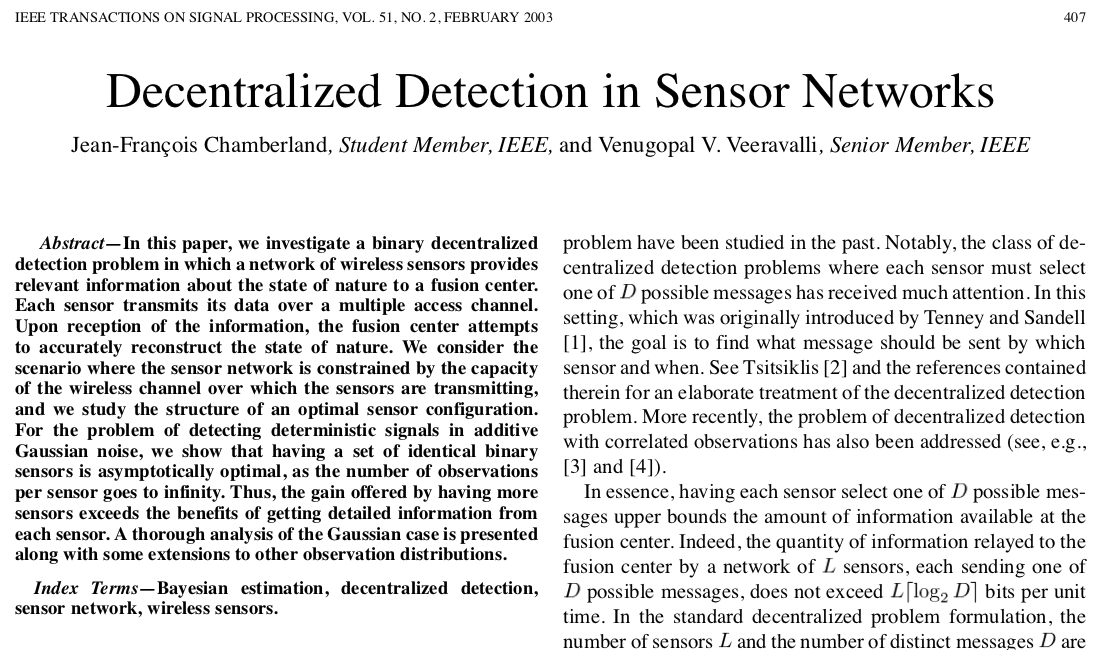 IEEE TRANSACTIONS ON SIGNAL PROCESSING, VOL. 51, NO. 2, FEBRUARY 2003 407
Decentralized Detection in Sensor Networks
Jean-François Chamberland, Student Member, IEEE, and Venugopal V. Veeravalli, Senior Member, IEEE
Abstract—In this paper, we investigate a binary decentralized
detection problem in which a network of wireless sensors provides
relevant information about the state of nature to a fusion center.
Each sensor transmits its data over a multiple access channel.
Upon reception of the information, the fusion center attempts
to accurately reconstruct the state of nature. We consider the
scenario where the sensor network is constrained by the capacity
of the wireless channel over which the sensors are transmitting,
and we study the structure of an optimal sensor configuration.
For the problem of detecting deterministic signals in additive
Gaussian noise, we show that having a set of identical binary
sensors is asymptotically optimal, as the number of observations
per sensor goes to infinity. Thus, the gain offered by having more
sensors exceeds the benefits of getting detailed information from
each sensor. A thorough analysis of the Gaussian case is presented
along with some extensions to other observation distributions.
Index Terms—Bayesian estimation, decentralized detection,
sensor network, wireless sensors.
problem have been studied in the past. Notably, the class of de-
centralized detection problems where each sensor must select
one of D possible messages has received much attention. In this
setting, which was originally introduced by Tenney and Sandell
[1], the goal is to find what message should be sent by which
sensor and when. See Tsitsiklis [2] and the references contained
therein for an elaborate treatment of the decentralized detection
problem. More recently, the problem of decentralized detection
with correlated observations has also been addressed (see, e.g.,
[3] and [4]).
In essence, having each sensor select one of D possible mes-
sages upper bounds the amount of information available at the
fusion center. Indeed, the quantity of information relayed to the
fusion center by a network of L sensors, each sending one of
D possible messages, does not exceed L⌈log₂ D⌉ bits per unit
time. In the standard decentralized problem formulation, the
number of sensors L and the number of distinct messages D are